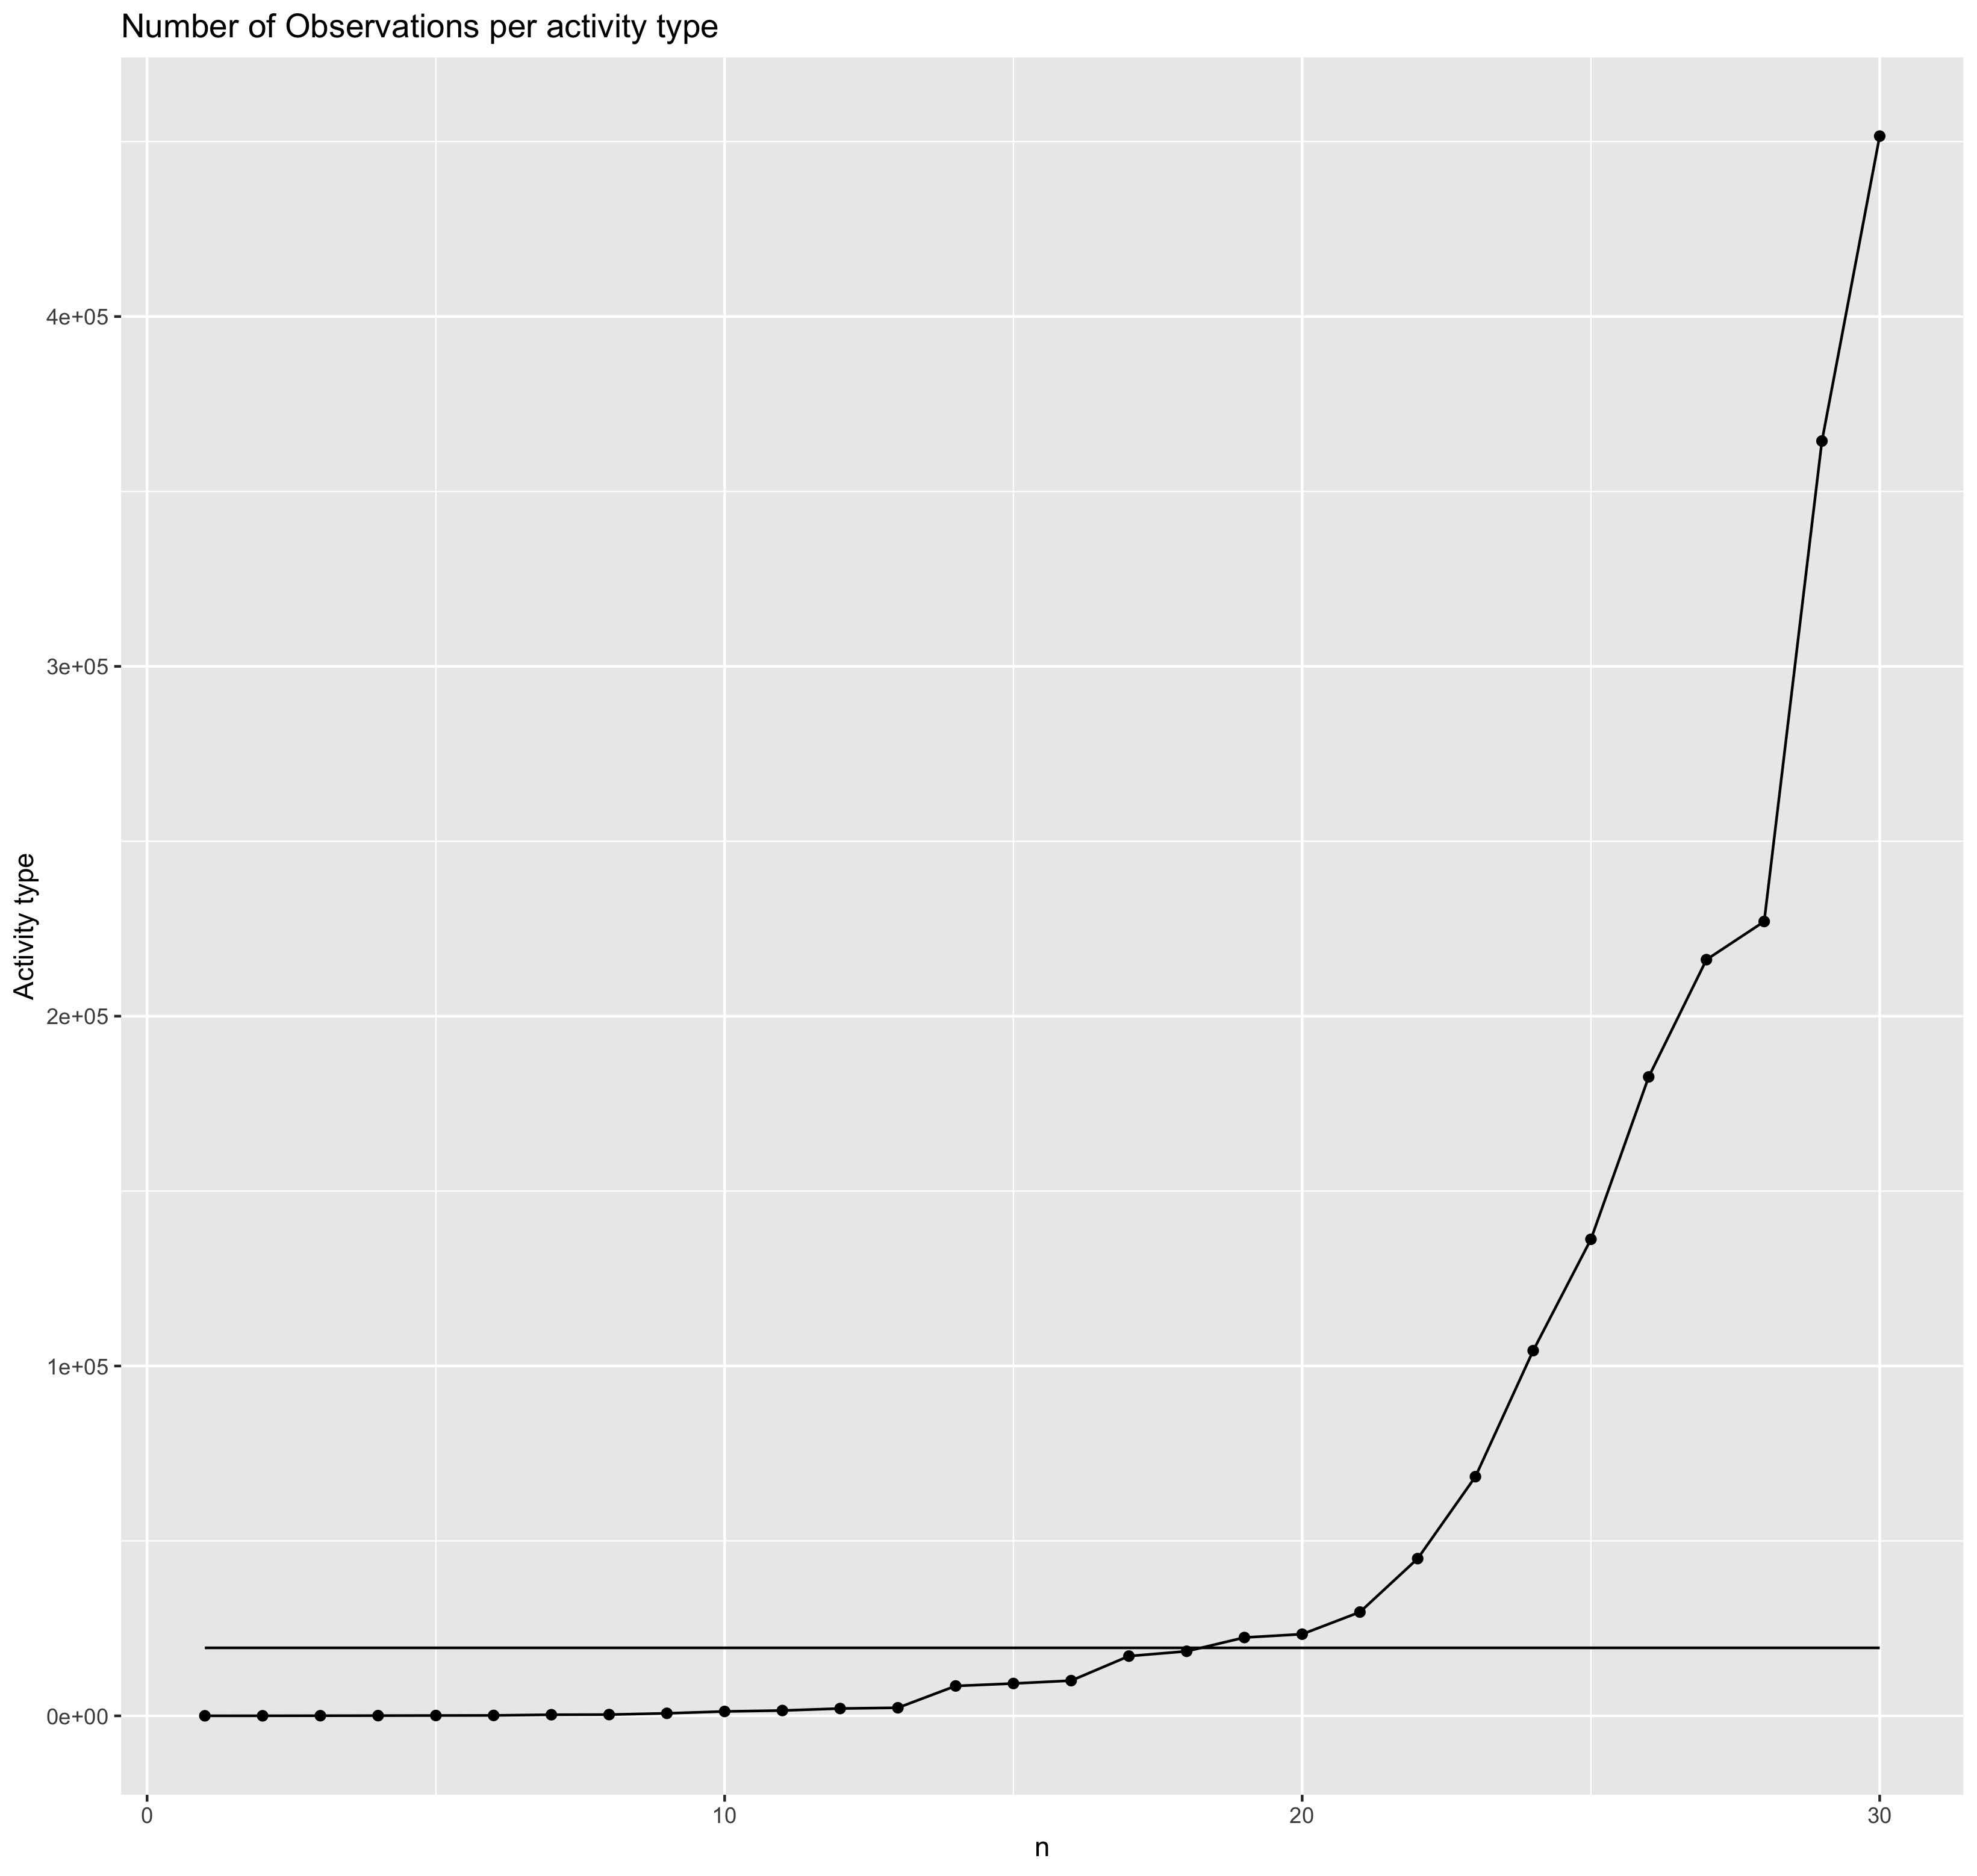 Number of Observations per activity type
4e+05
3e+05
2e+05
1e+05
0e+00
Activity type
0
10
20
30
n